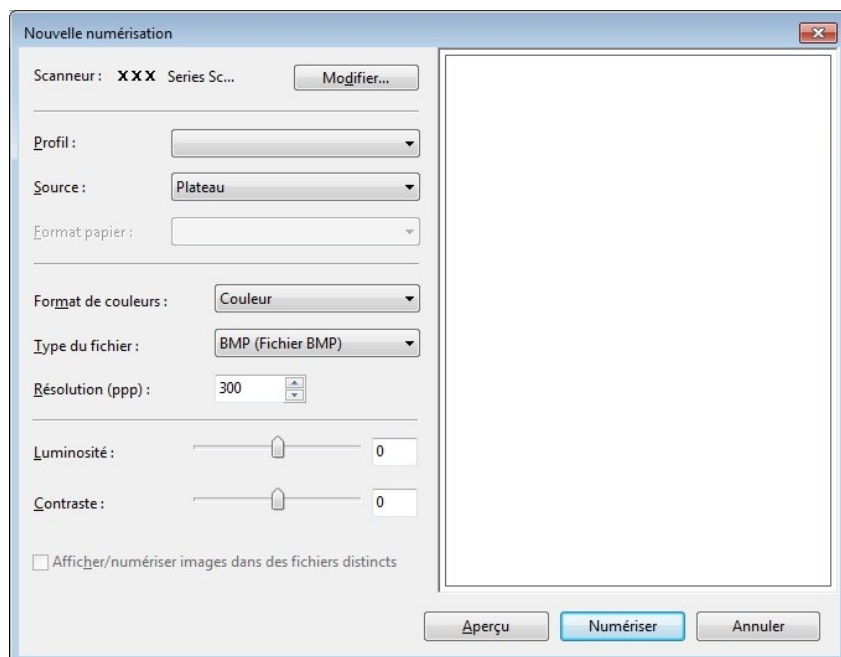 Nouvelle numérisation
Scanneur : XXX Series Sc... Modifier...
Profil :
Source : Plateau
Format papier :
Format de couleurs : Couleur
Type du fichier : BMP (Fichier BMP)
Résolution (ppp) : 300
Luminosité : 0
Contraste : 0
Afficher/numériser images dans des fichiers distincts
Aperçu Numériser Annuler